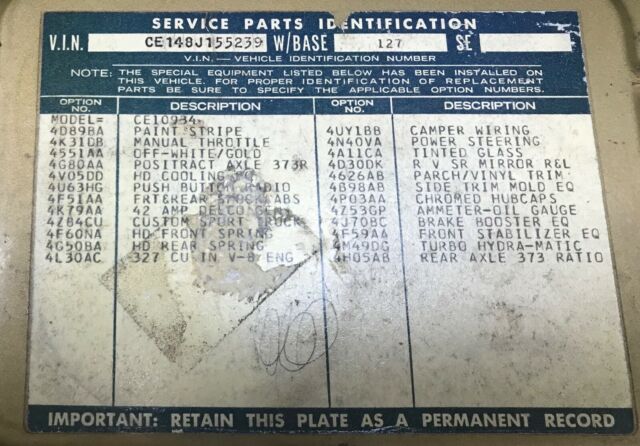 SERVICE PARTS IDENTIFICATION
V.I.N. CE148J155239 W/BASE 127 SE
V.I.N. — VEHICLE IDENTIFICATION NUMBER
NOTE: THE SPECIAL EQUIPMENT LISTED BELOW HAS BEEN INSTALLED ON
THIS VEHICLE. FOR PROPER IDENTIFICATION OF REPLACEMENT
PARTS BE SURE TO SPECIFY THE APPLICABLE OPTION NUMBERS.
OPTION NO. DESCRIPTION OPTION NO. DESCRIPTION
MODEL= CE10934
4D89BA PAINT STRIPE 4UY1BB CAMPER WIRING
4K31DB MANUAL THROTTLE 4N40VA POWER STEERING
4551AA OFF-WHITE/GOLD 4A11CA TINTED GLASS
4G80AA POSITRACT AXLE 373R 4D31DK R V SR MIRROR R&L
4V05DD HD COOLING 4626AB PARCH/VINYL TRIM
4U63HG PUSH BUTTON RADIO 4B98AB SIDE TRIM MOLD EQ
4F51AA FRT&REAR SHOCK ABS 4P03AA CHROMED HUBCAPS
4K79AA 42 AMP DELCO 4Z53GP AMMETER-OIL GAUGE
4Z84CU CUSTOM SPORT TRUCK 4J70BC BRAKE BOOSTER EQ
4F60NA HD FRONT SPRING 4F59AA FRONT STABILIZER EQ
4G50BA HD REAR SPRING 4M49DG TURBO HYDRA-MATIC
4L30AC 327 CU IN V-8 ENG 4H05AB REAR AXLE 373 RATIO
IMPORTANT: RETAIN THIS PLATE AS A PERMANENT RECORD